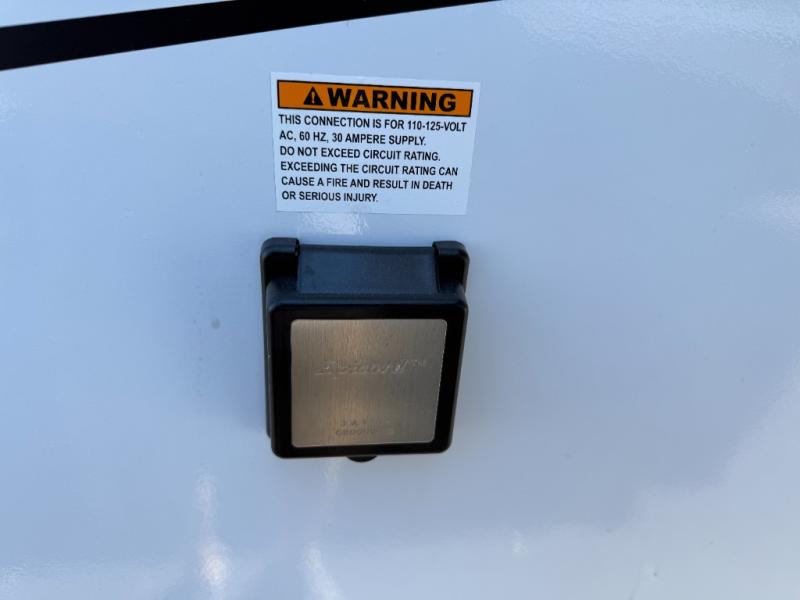 WARNING
THIS CONNECTION IS FOR 110-125-VOLT
AC, 60 HZ, 30 AMPERE SUPPLY.
DO NOT EXCEED CIRCUIT RATING.
EXCEEDING THE CIRCUIT RATING CAN
CAUSE A FIRE AND RESULT IN DEATH
OR SERIOUS INJURY.
Epicord™